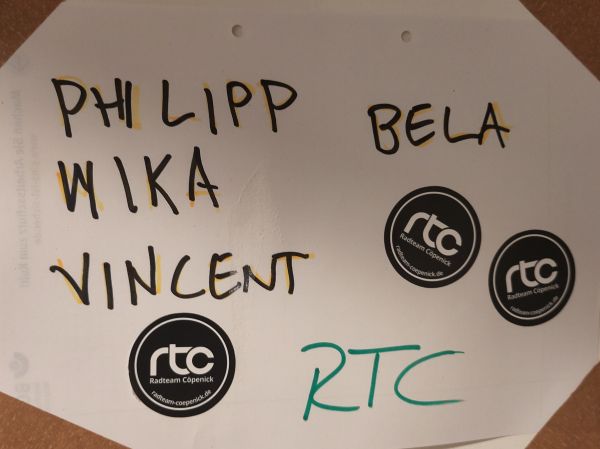 PHILIPP
MIKA
VINCENT
BELA
rtc
Radteam Cöpenick
radteam-coepenick.de
rtc
Radteam Cöpenick
radteam-coepenick.de
rtc
Radteam Cöpenick
radteam-coepenick.de
RTC